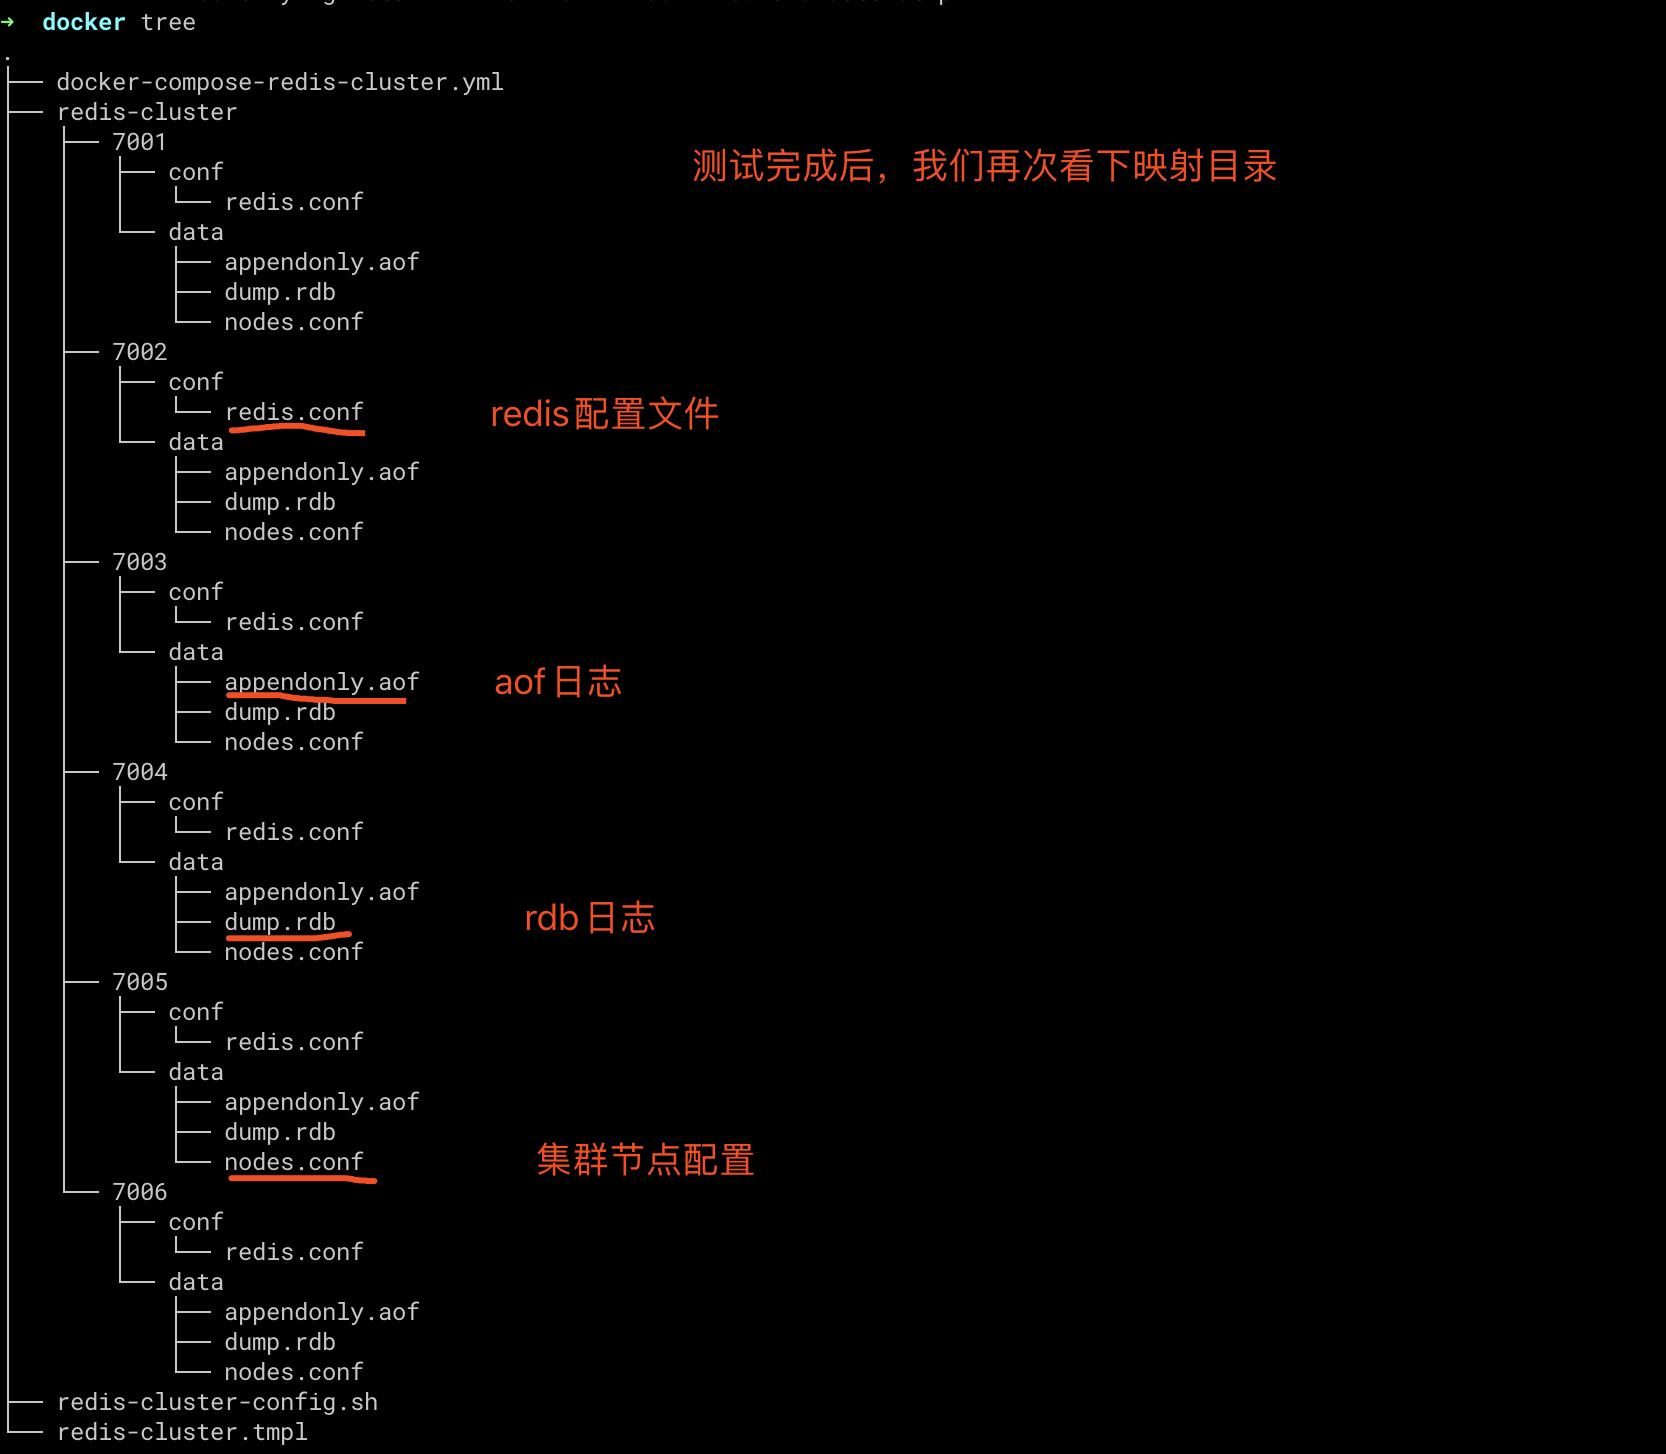 → docker tree
.
├── docker-compose-redis-cluster.yml
├── redis-cluster
│   ├── 7001
测试完成后，我们再次看下映射目录
│   │   ├── conf
│   │   │   └── redis.conf
│   │   └── data
│   │       ├── appendonly.aof
│   │       ├── dump.rdb
│   │       └── nodes.conf
│   ├── 7002
│   │   ├── conf
│   │   │   └── redis.conf redis配置文件
│   │   └── data
│   │       ├── appendonly.aof
│   │       ├── dump.rdb
│   │       └── nodes.conf
│   ├── 7003
│   │   ├── conf
│   │   │   └── redis.conf
│   │   └── data
│   │       ├── appendonly.aof aof日志
│   │       ├── dump.rdb
│   │       └── nodes.conf
│   ├── 7004
│   │   ├── conf
│   │   │   └── redis.conf
│   │   └── data
│   │       ├── appendonly.aof
│   │       ├── dump.rdb rdb日志
│   │       └── nodes.conf
│   ├── 7005
│   │   ├── conf
│   │   │   └── redis.conf
│   │   └── data
│   │       ├── appendonly.aof
│   │       ├── dump.rdb
│   │       └── nodes.conf 集群节点配置
│   └── 7006
│       ├── conf
│       │   └── redis.conf
│       └── data
│           ├── appendonly.aof
│           ├── dump.rdb
│           └── nodes.conf
├── redis-cluster-config.sh
└── redis-cluster.tmpl